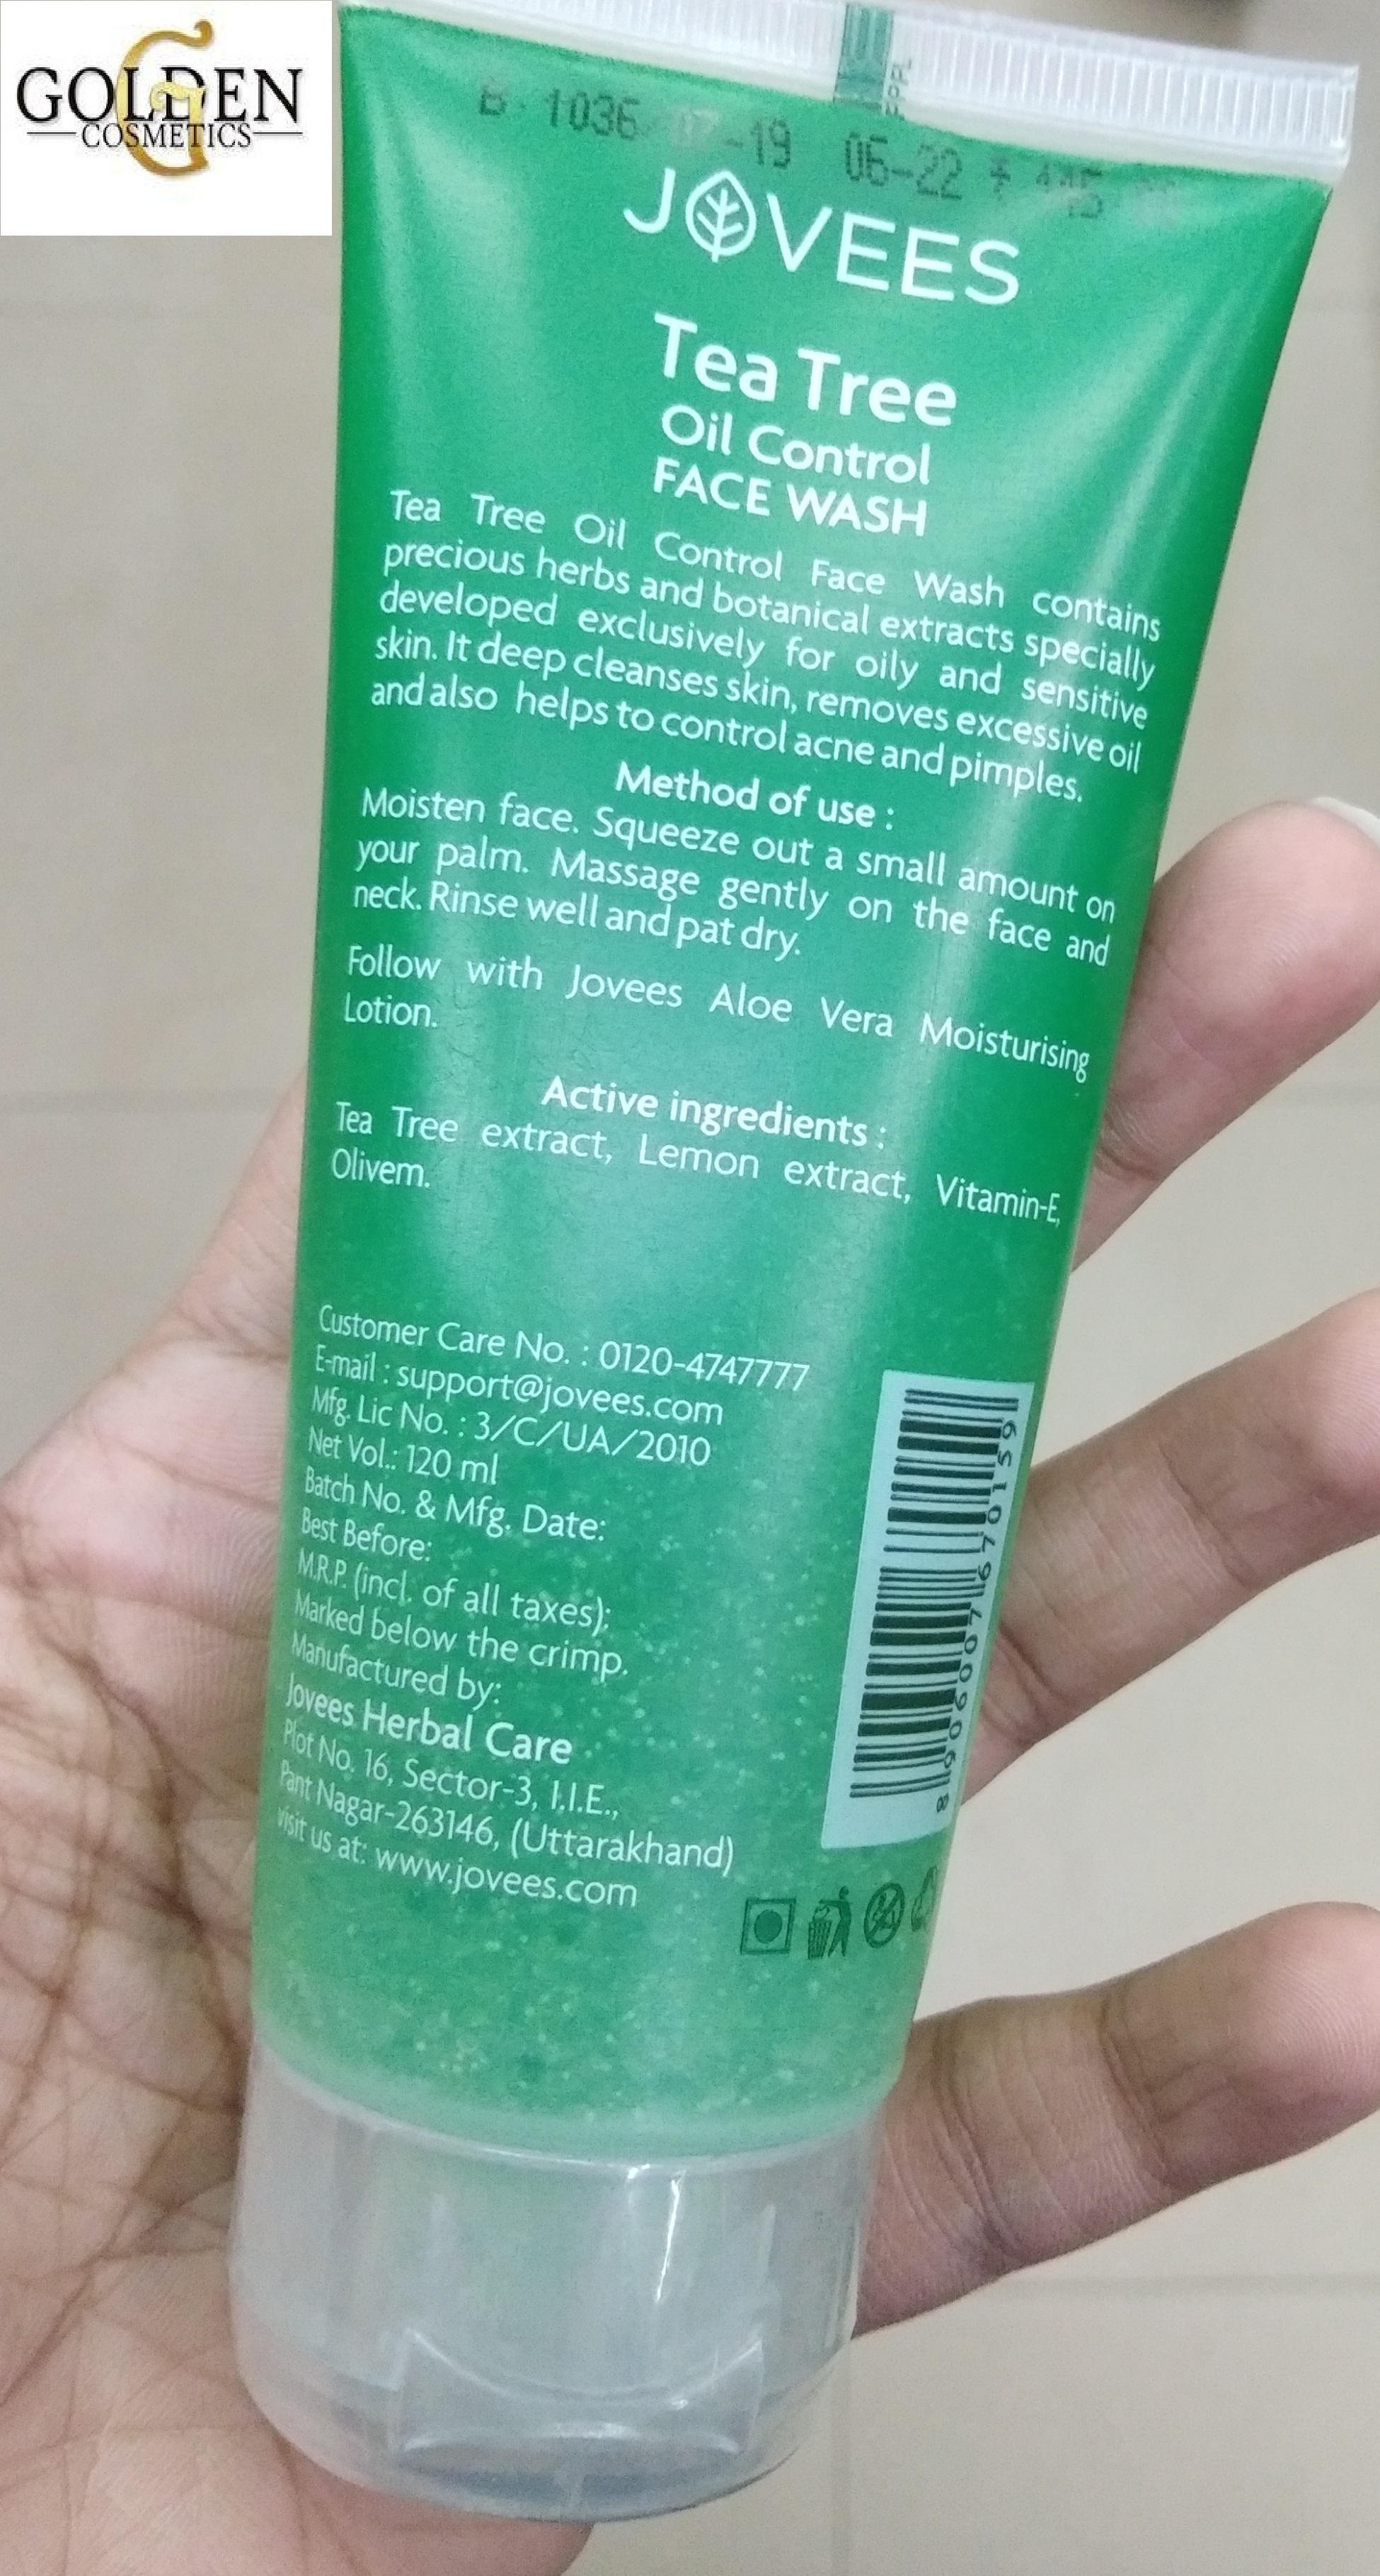 GOLDEN
COSMETICS
B. 1036 -19 06-22 ₹
JOVEES
Tea Tree
Oil Control
FACE WASH
Tea Tree Oil Control Face Wash contains
precious herbs and botanical extracts specially
developed exclusively for oily and sensitive
skin. It deep cleanses skin, removes excessive oil
and also helps to control acne and pimples.
Method of use :
Moisten face. Squeeze out a small amount on
your palm. Massage gently on the face and
neck. Rinse well and pat dry.
Follow with Jovees Aloe Vera Moisturising
Lotion.
Active ingredients :
Tea Tree extract, Lemon extract, Vitamin-E,
Olivem.
Customer Care No. : 0120-4747777
E-mail : support@jovees.com
Mfg. Lic No. : 3/C/UA/2010
Net Vol.: 120 ml
Batch No. & Mfg. Date:
Best Before:
M.R.P. (incl. of all taxes);
Marked below the crimp.
Manufactured by:
Jovees Herbal Care
Plot No. 16, Sector-3, I.I.E.,
Pant Nagar-263146, (Uttarakhand)
visit us at: www.jovees.com
8 906007 670159